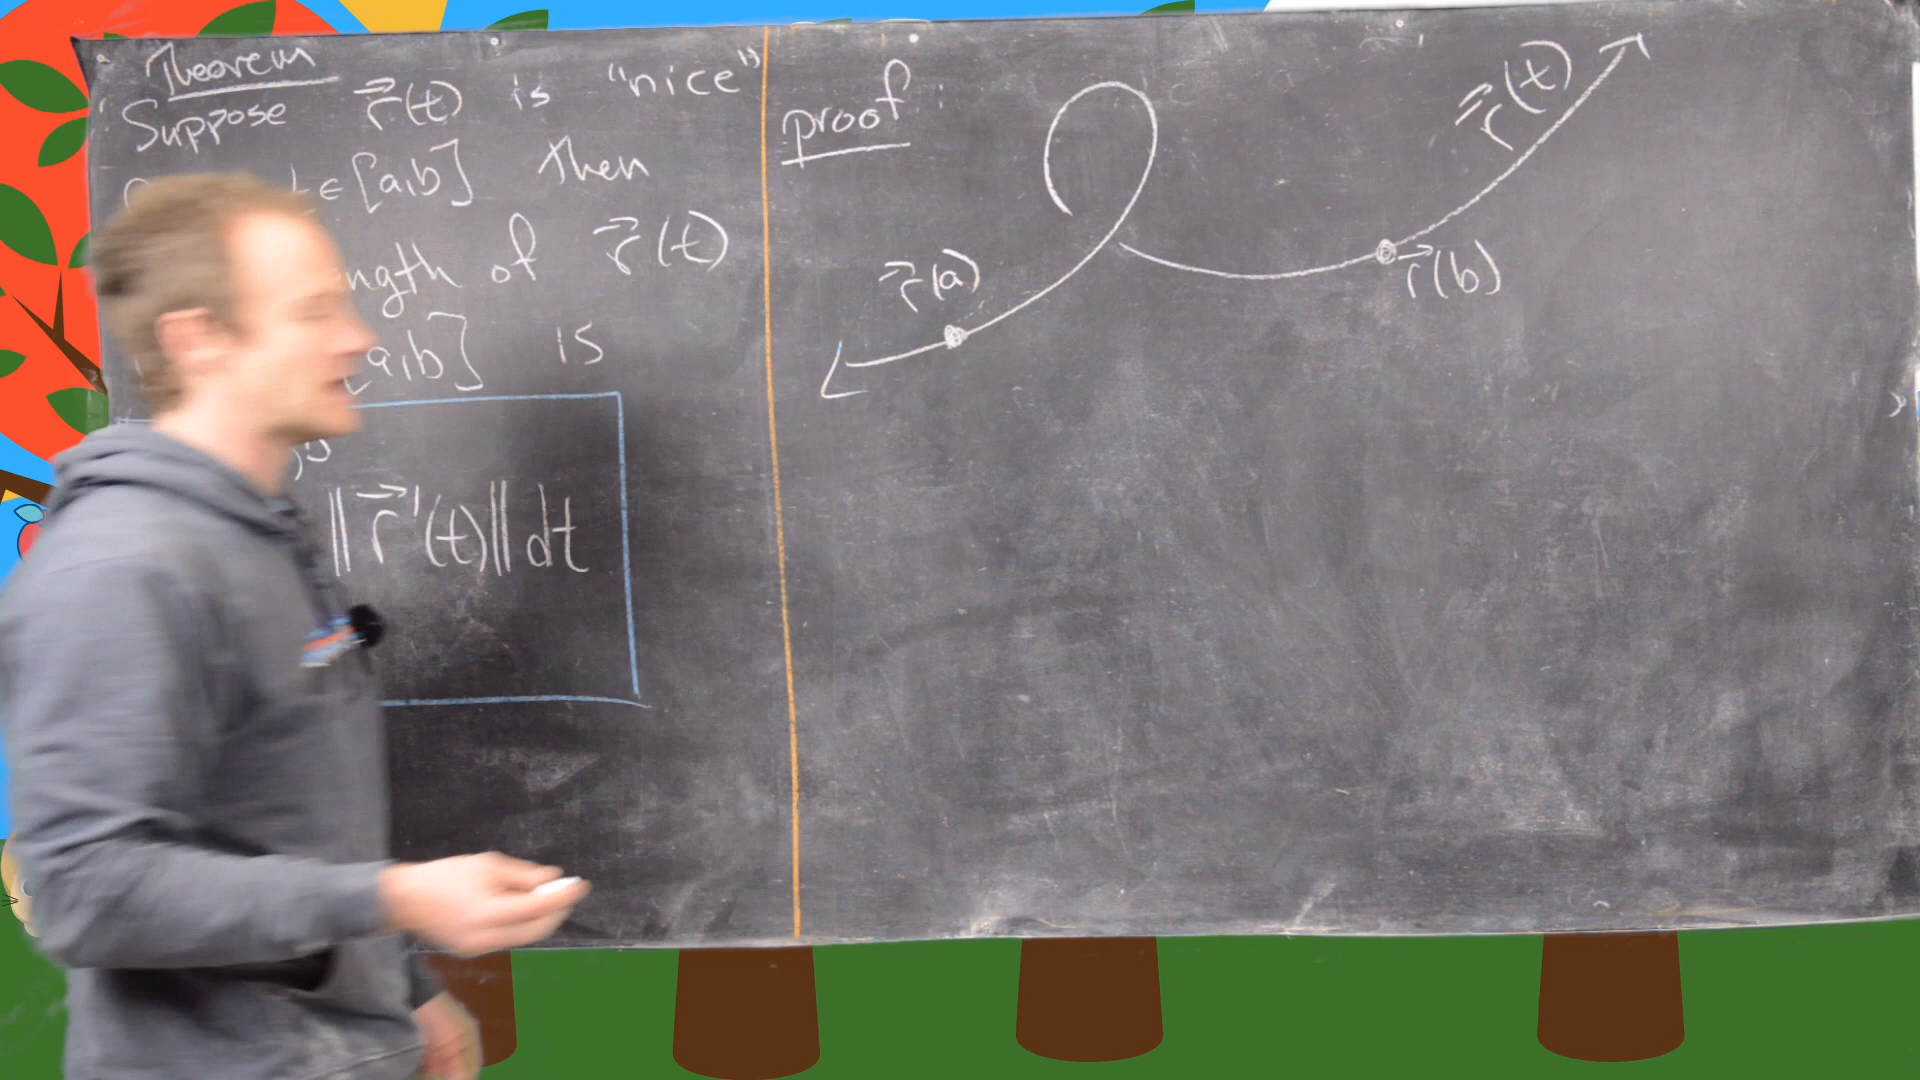 Theorem
Suppose r⃗(t) is "nice"
t∈[a,b] then
ngth of r⃗(t)
[a,b] is
‖r⃗'(t)‖dt
proof:
r⃗(a)
r⃗(b)
r⃗(t)